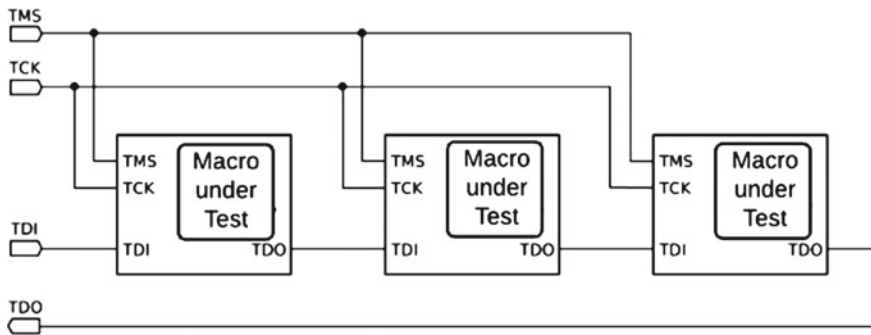 TMS
TCK
TMS
TCK
Macro
under
Test
TDI
TDO
TMS
TCK
Macro
under
Test
TDI
TDO
TMS
TCK
Macro
under
Test
TDI
TDO
TDI
TDO